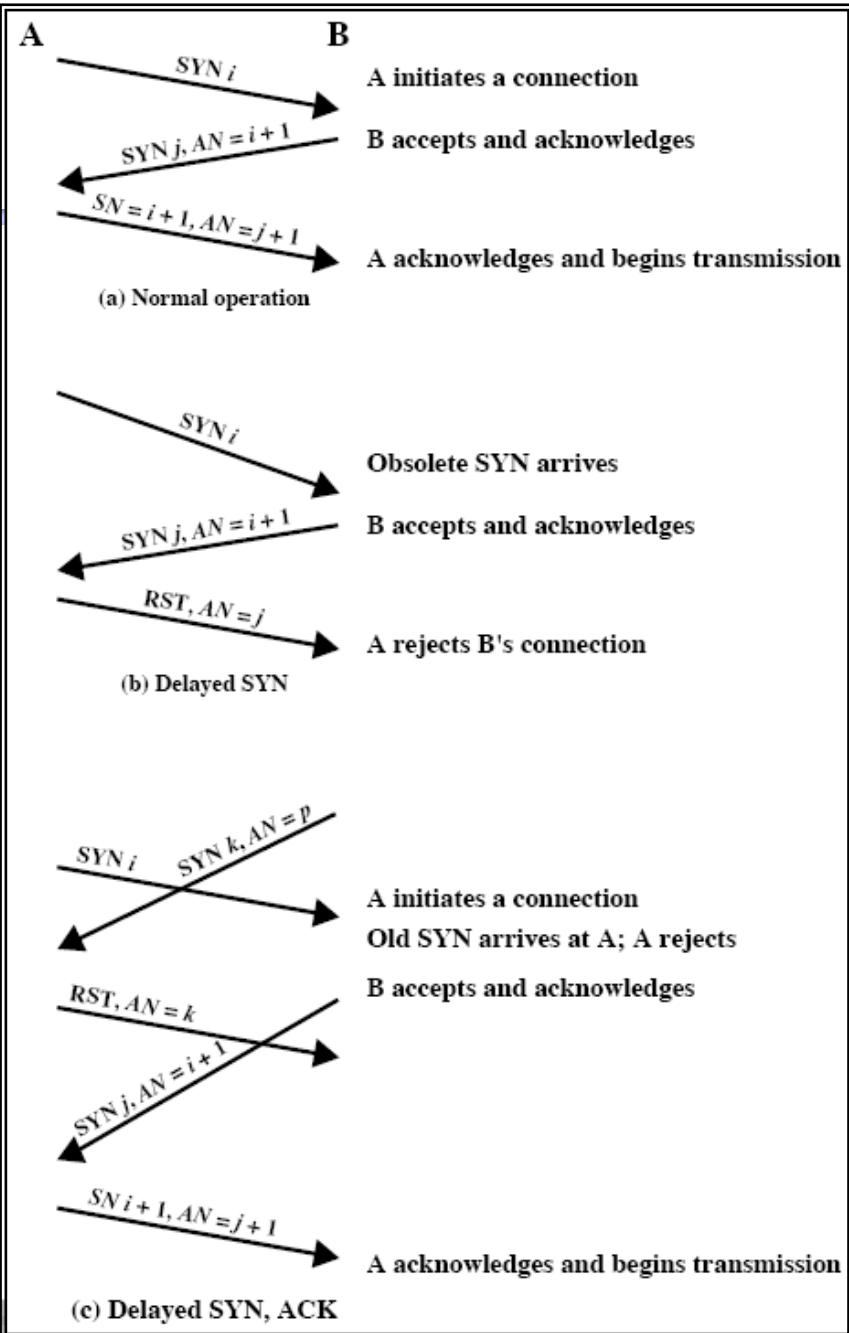 A B
SYN i
A initiates a connection
SYN j, AN = i + 1
B accepts and acknowledges
SN = i + 1, AN = j + 1
A acknowledges and begins transmission
(a) Normal operation
SYN i
Obsolete SYN arrives
SYN j, AN = i + 1
B accepts and acknowledges
RST, AN = j
A rejects B's connection
(b) Delayed SYN
SYN k, AN = p
SYN i
A initiates a connection
Old SYN arrives at A; A rejects
B accepts and acknowledges
RST, AN = k
SYN j, AN = i + 1
SN i + 1, AN = j + 1
A acknowledges and begins transmission
(c) Delayed SYN, ACK